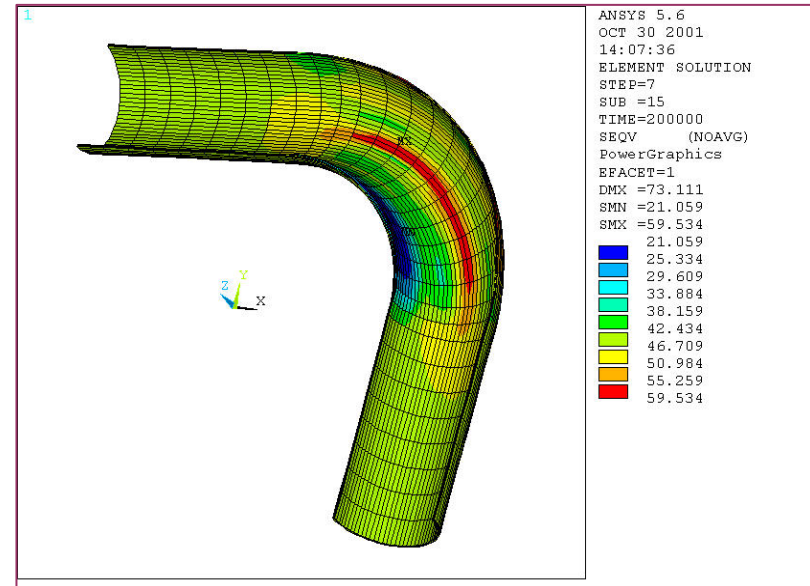 1
ANSYS 5.6
OCT 30 2001
14:07:36
ELEMENT SOLUTION
STEP=7
SUB =15
TIME=200000
SEQV (NOAVG)
PowerGraphics
EFACET=1
DMX =73.111
SMN =21.059
SMX =59.534
21.059
25.334
29.609
33.884
38.159
42.434
46.709
50.984
55.259
59.534
MX
Y
Z
X